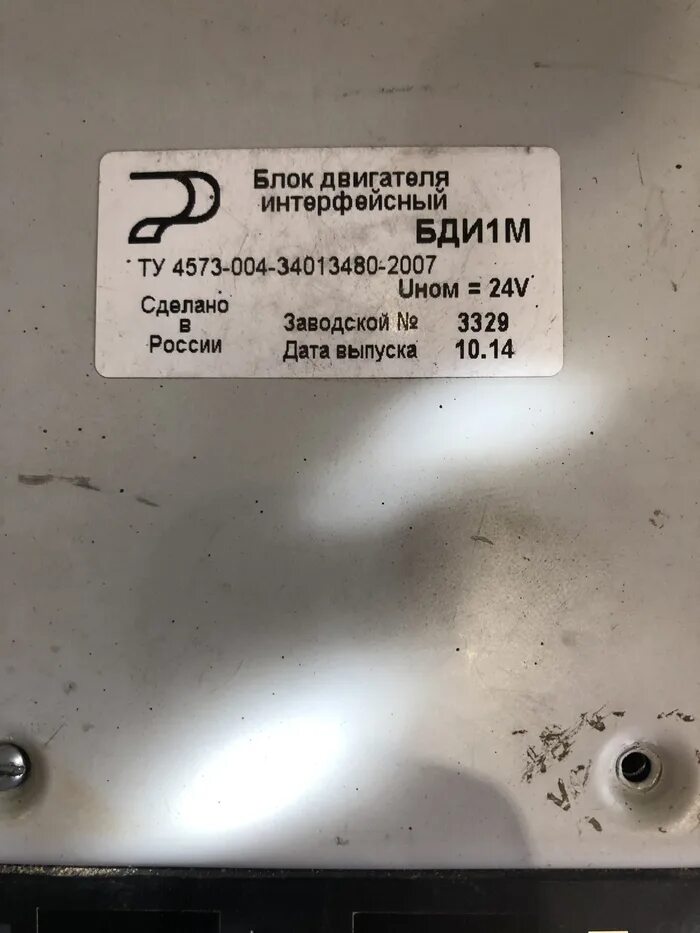 Блок двигателя
интерфейсный
БДИ1М
ТУ 4573-004-34013480-2007
Uном = 24V
Сделано
в
России
Заводской № 3329
Дата выпуска 10.14